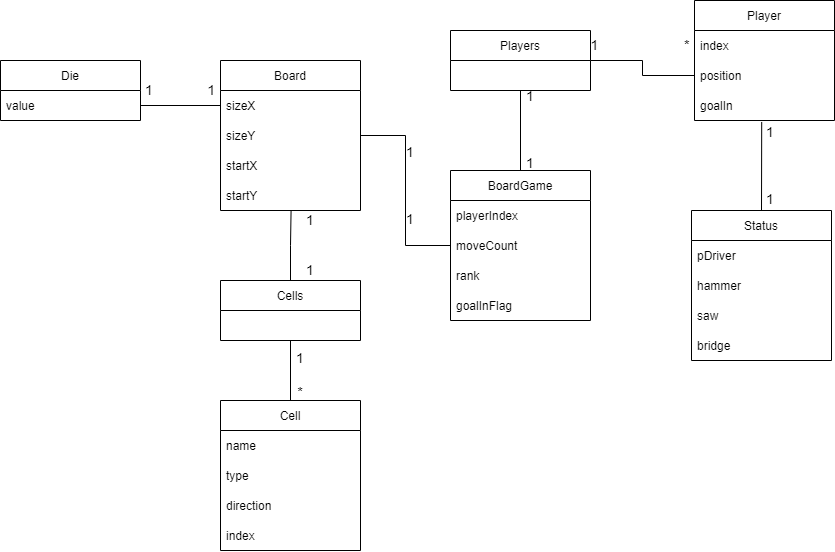 Die
value
1
1
Board
sizeX
sizeY
startX
startY
1
1
Cells
1
*
Cell
name
type
direction
index
1
1
Players
1
*
1
1
BoardGame
playerIndex
moveCount
rank
goalInFlag
Player
index
position
goalIn
1
1
Status
pDriver
hammer
saw
bridge